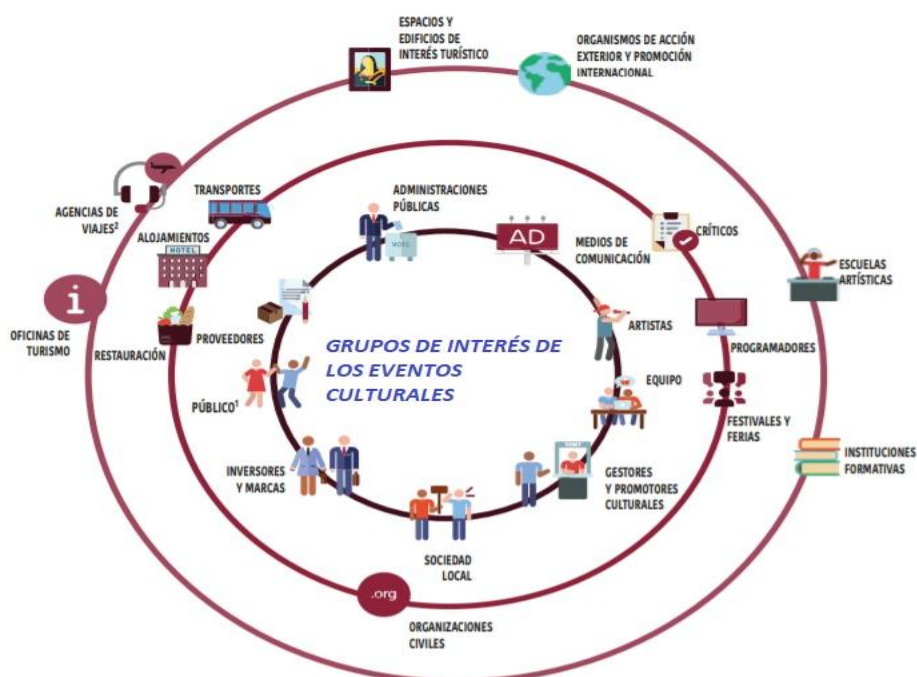 ESPACIOS Y
EDIFICIOS DE
INTERÉS TURÍSTICO
ORGANISMOS DE ACCIÓN
EXTERIOR Y PROMOCIÓN
INTERNACIONAL
AGENCIAS DE
VIAJES²
TRANSPORTES
ALOJAMIENTOS
HOTEL
ADMINISTRACIONES
PÚBLICAS
VOTE
AD
MEDIOS DE
COMUNICACIÓN
CRÍTICOS
ESCUELAS
ARTÍSTICAS
i
OFICINAS DE
TURISMO
RESTAURACIÓN
PROVEEDORES
ARTISTAS
PROGRAMADORES
GRUPOS DE INTERÉS DE
LOS EVENTOS
CULTURALES
PÚBLICO¹
EQUIPO
FESTIVALES Y
FERIAS
INVERSORES
Y MARCAS
GESTORES
Y PROMOTORES
CULTURALES
INSTITUCIONES
FORMATIVAS
SOCIEDAD
LOCAL
.org
ORGANIZACIONES
CIVILES